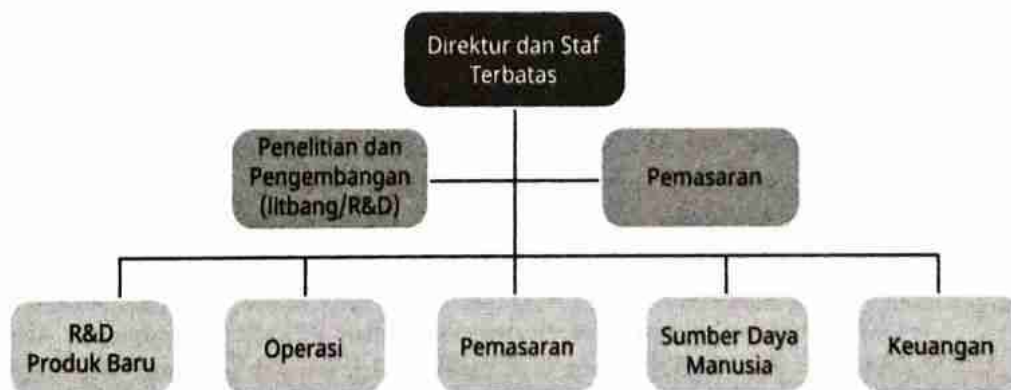 Direktur dan Staf
Terbatas
Penelitian dan
Pengembangan
(litbang/R&D)
Pemasaran
R&D
Produk Baru
Operasi
Pemasaran
Sumber Daya
Manusia
Keuangan